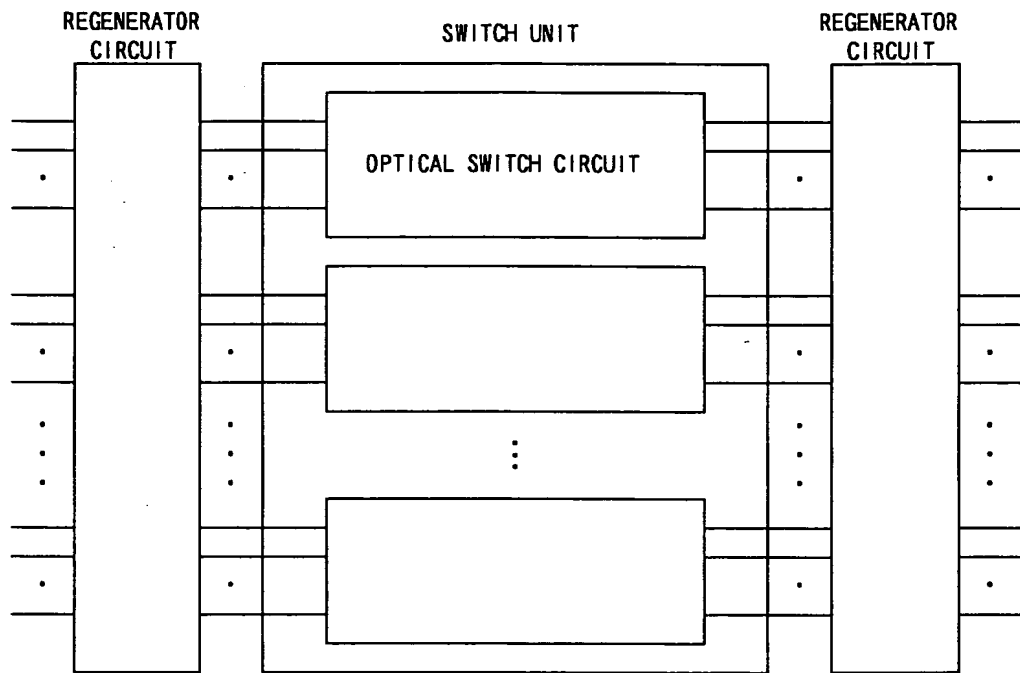 REGENERATOR
CIRCUIT
SWITCH UNIT
REGENERATOR
CIRCUIT
OPTICAL SWITCH CIRCUIT